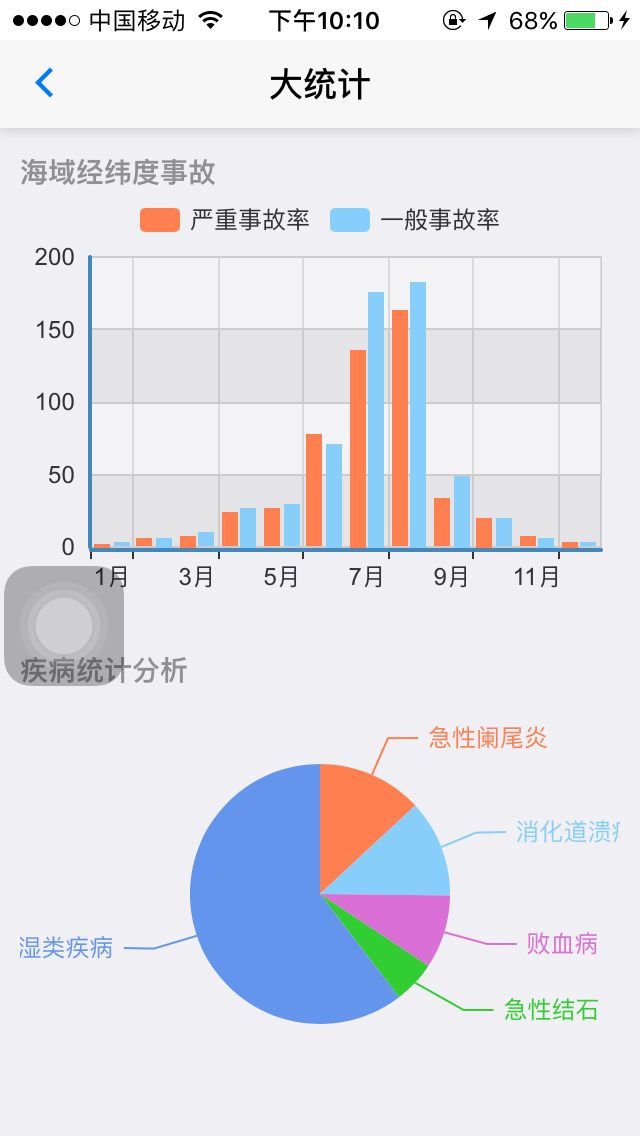 中国移动 下午10:10 68%
大统计
海域经纬度事故
严重事故率 一般事故率
200
150
100
50
0
1月 3月 5月 7月 9月 11月
疾病统计分析
急性阑尾炎
消化道溃疡
败血病
湿类疾病
急性结石